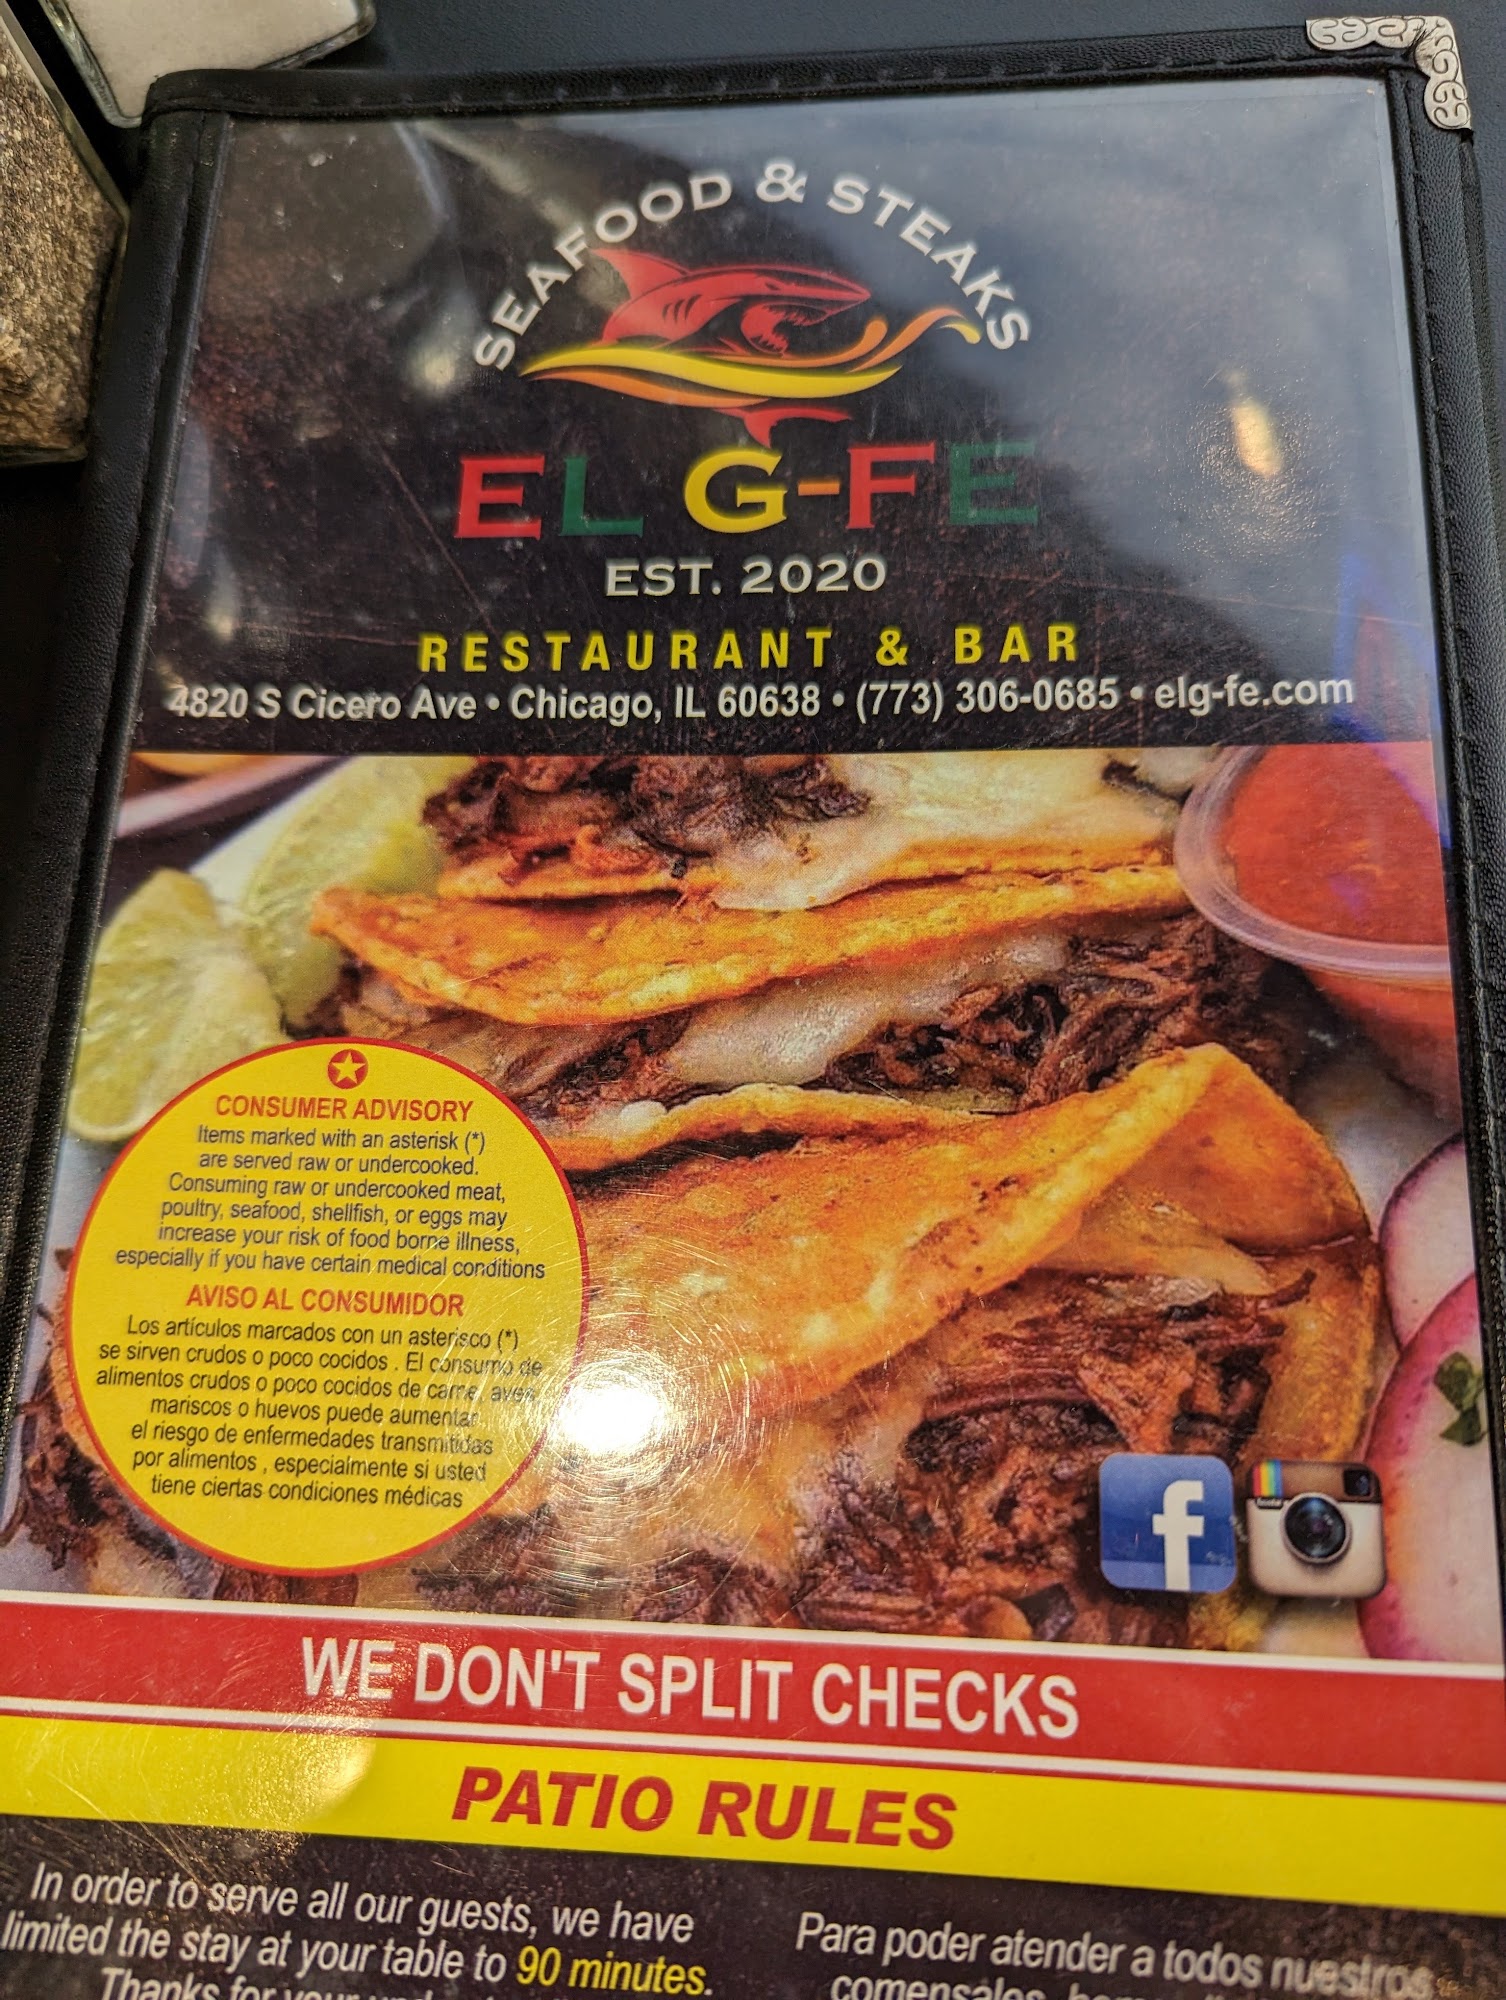 SEAFOOD & STEAKS
EL G-FE
EST. 2020
RESTAURANT & BAR
4820 S Cicero Ave • Chicago, IL 60638 • (773) 306-0685 • elg-fe.com
CONSUMER ADVISORY
Items marked with an asterisk (*)
are served raw or undercooked.
Consuming raw or undercooked meat,
poultry, seafood, shellfish, or eggs may
increase your risk of food borne illness,
especially if you have certain medical conditions
AVISO AL CONSUMIDOR
Los artículos marcados con un asterisco (*)
se sirven crudos o poco cocidos . El consumo de
alimentos crudos o poco cocidos de carne, aves
mariscos o huevos puede aumentar
el riesgo de enfermedades transmitidas
por alimentos , especialmente si usted
tiene ciertas condiciones médicas
f
WE DON'T SPLIT CHECKS
PATIO RULES
In order to serve all our guests, we have
limited the stay at your table to 90 minutes.
Thanks for your
Para poder atender a todos nuestros
comensales